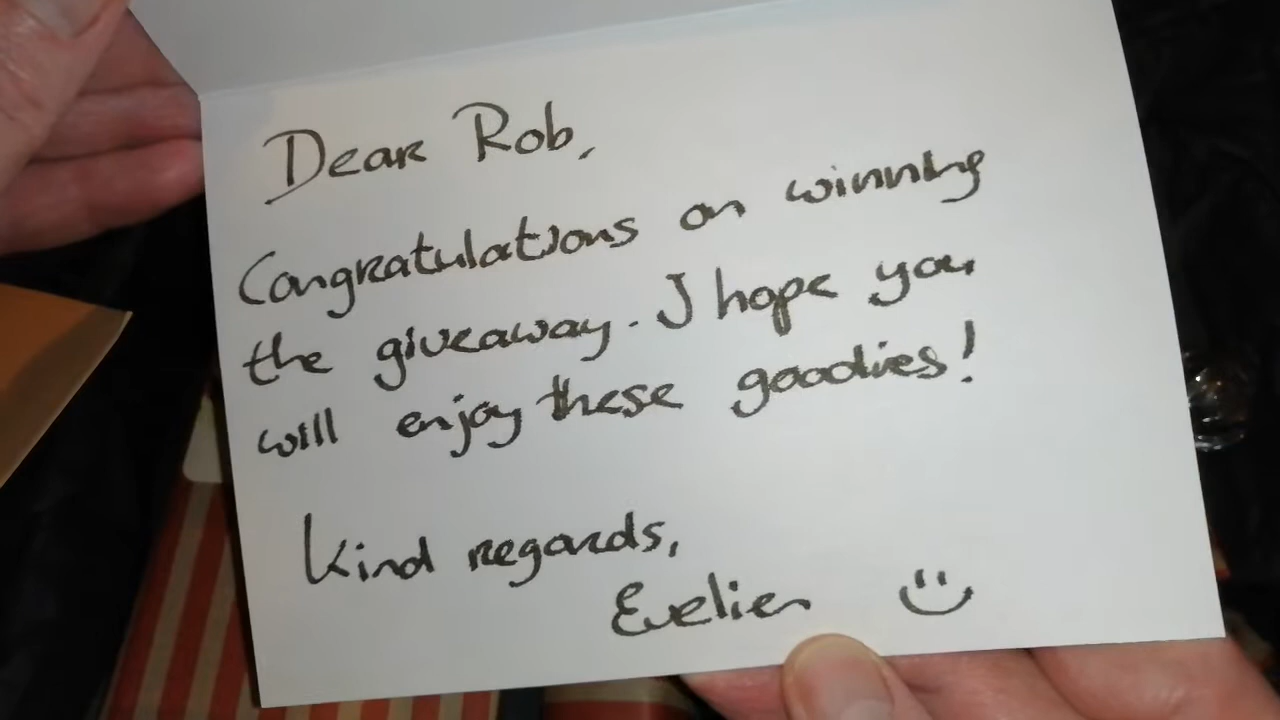 Dear Rob,
Congratulations on winning
the giveaway. I hope you
will enjoy these goodies!
Kind regards,
Evelien